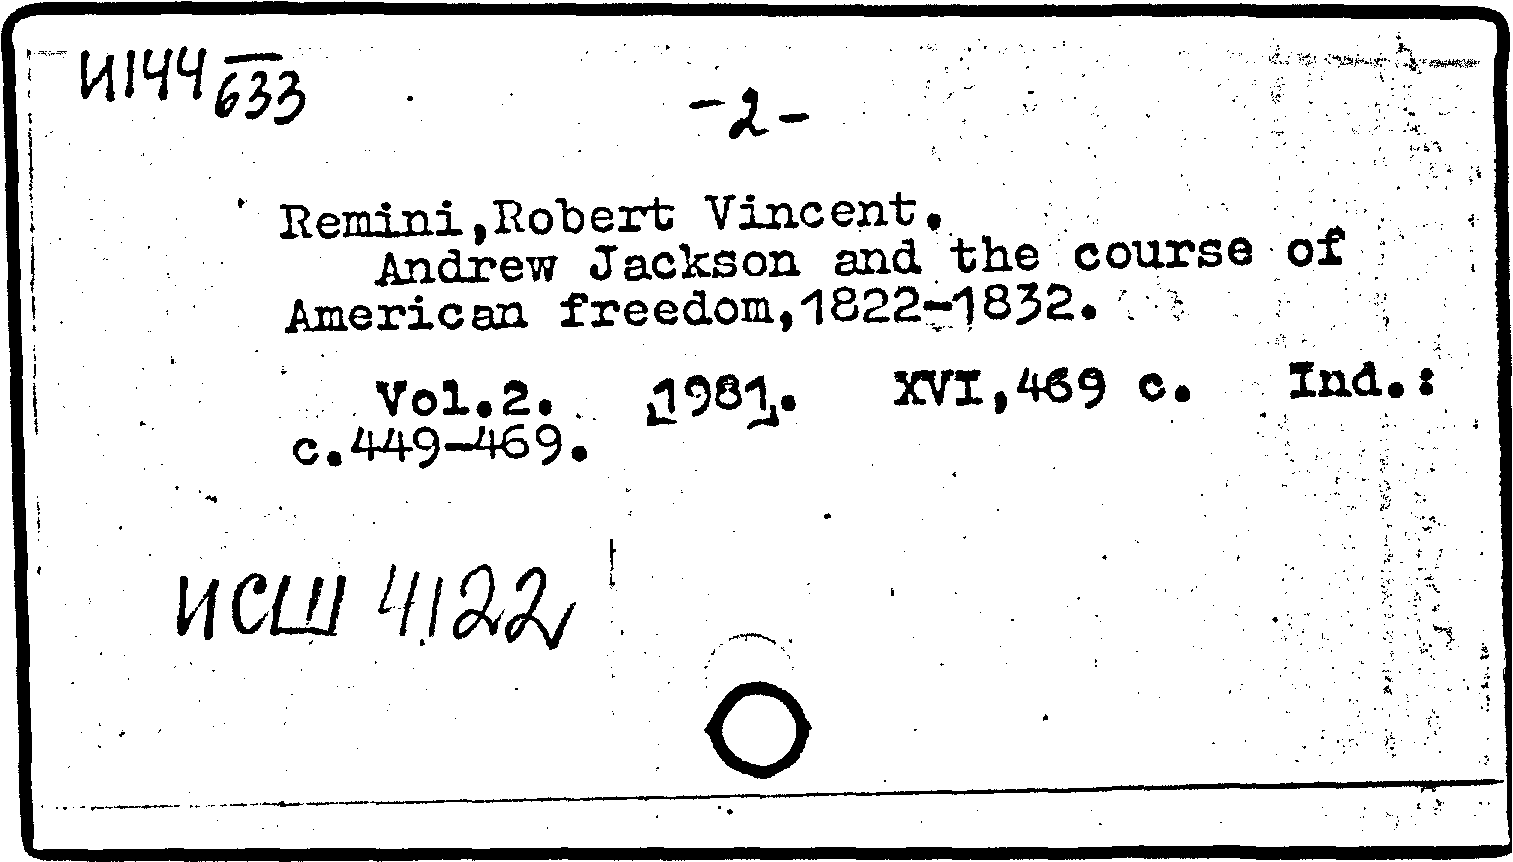 И144 633
-2-
Remini,Robert Vincent.
Andrew Jackson and the course of
American freedom,1822-1832.
Vol.2. 1981. XVI,469 c. Ind.:
c.449-469.
ИСШ 4122